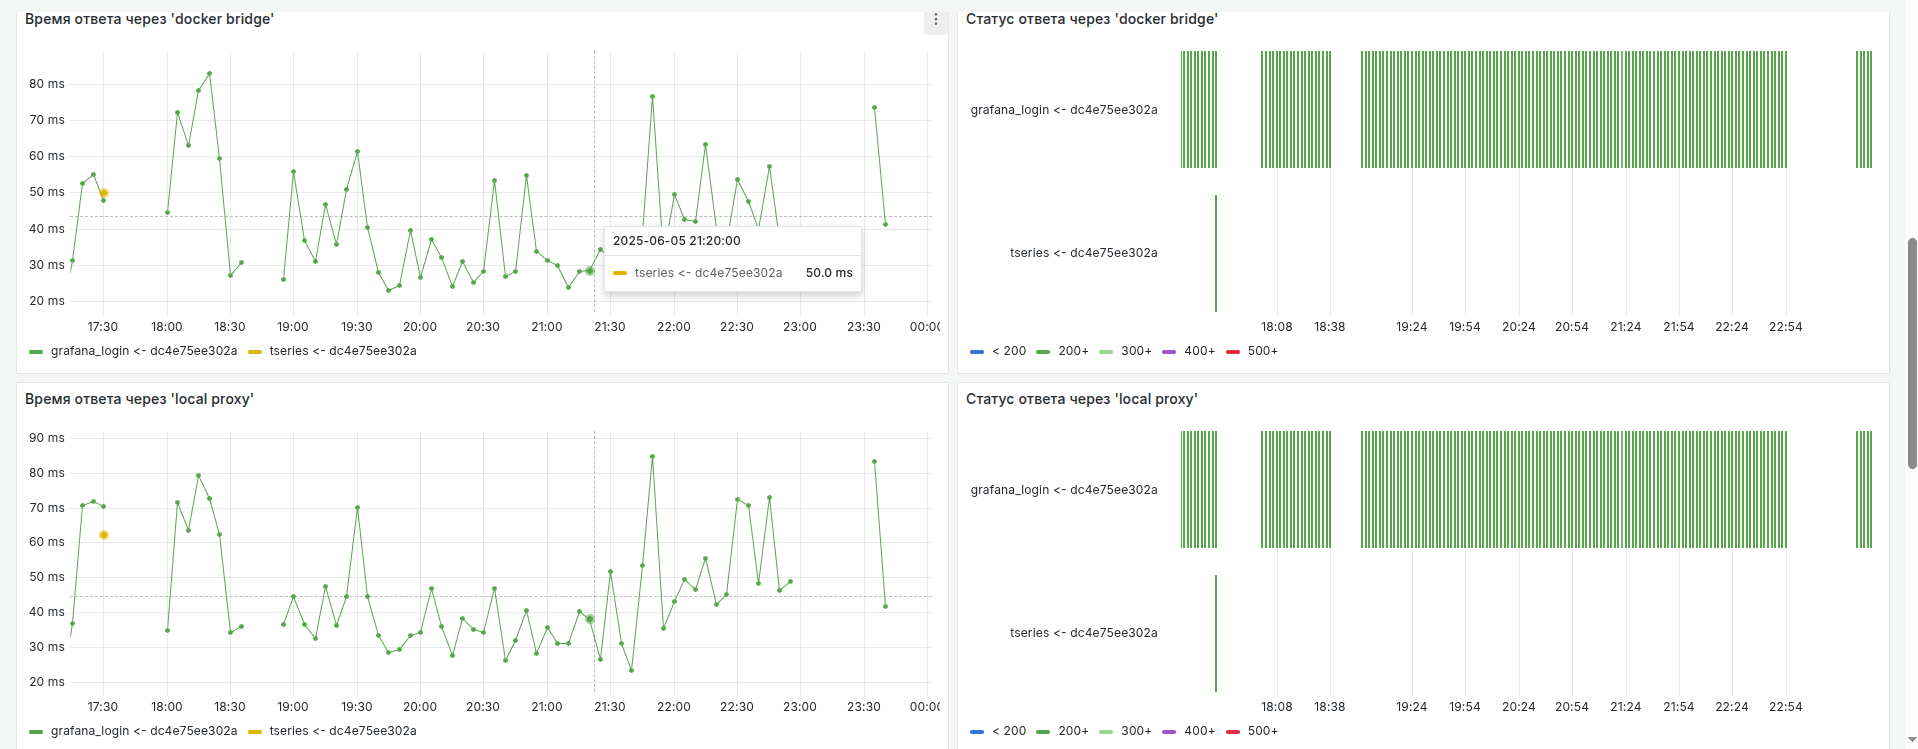 Время ответа через 'docker bridge'
80 ms
70 ms
60 ms
50 ms
40 ms
30 ms
20 ms
2025-06-05 21:20:00
tseries <- dc4e75ee302a 50.0 ms
17:30 18:00 18:30 19:00 19:30 20:00 20:30 21:00 21:30 22:00 22:30 23:00 23:30 00:00
grafana_login <- dc4e75ee302a tseries <- dc4e75ee302a
Статус ответа через 'docker bridge'
grafana_login <- dc4e75ee302a
tseries <- dc4e75ee302a
18:08 18:38 19:24 19:54 20:24 20:54 21:24 21:54 22:24 22:54
< 200 200+ 300+ 400+ 500+
Время ответа через 'local proxy'
90 ms
80 ms
70 ms
60 ms
50 ms
40 ms
30 ms
20 ms
17:30 18:00 18:30 19:00 19:30 20:00 20:30 21:00 21:30 22:00 22:30 23:00 23:30 00:00
grafana_login <- dc4e75ee302a tseries <- dc4e75ee302a
Статус ответа через 'local proxy'
grafana_login <- dc4e75ee302a
tseries <- dc4e75ee302a
18:08 18:38 19:24 19:54 20:24 20:54 21:24 21:54 22:24 22:54
< 200 200+ 300+ 400+ 500+